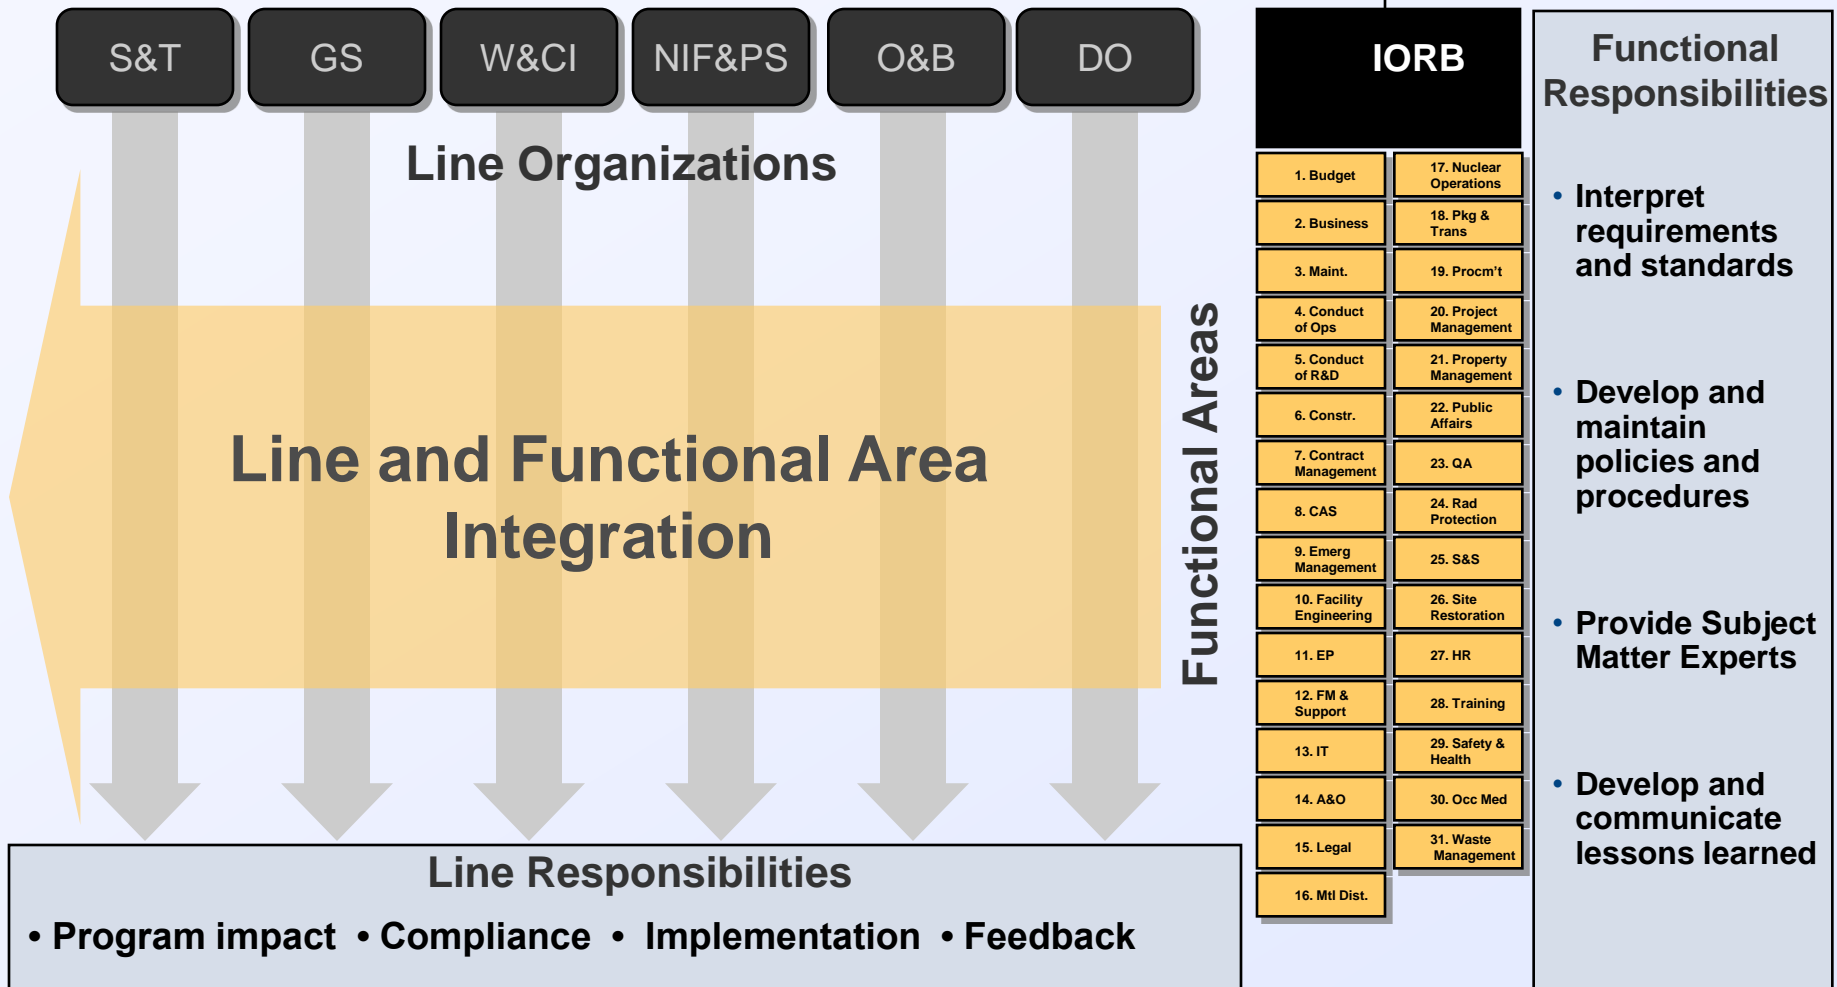 S&T GS W&CI NIF&PS O&B DO
Line Organizations
Line and Functional Area
Integration
Functional Areas
Line Responsibilities
• Program impact • Compliance • Implementation • Feedback
IORB
1. Budget
2. Business
3. Maint.
4. Conduct
of Ops
5. Conduct
of R&D
6. Constr.
7. Contract
Management
8. CAS
9. Emerg
Management
10. Facility
Engineering
11. EP
12. FM &
Support
13. IT
14. A&O
15. Legal
16. Mtl Dist.
17. Nuclear
Operations
18. Pkg &
Trans
19. Procm't
20. Project
Management
21. Property
Management
22. Public
Affairs
23. QA
24. Rad
Protection
25. S&S
26. Site
Restoration
27. HR
28. Training
29. Safety &
Health
30. Occ Med
31. Waste
Management
Functional
Responsibilities
• Interpret
requirements
and standards
• Develop and
maintain
policies and
procedures
• Provide Subject
Matter Experts
• Develop and
communicate
lessons learned